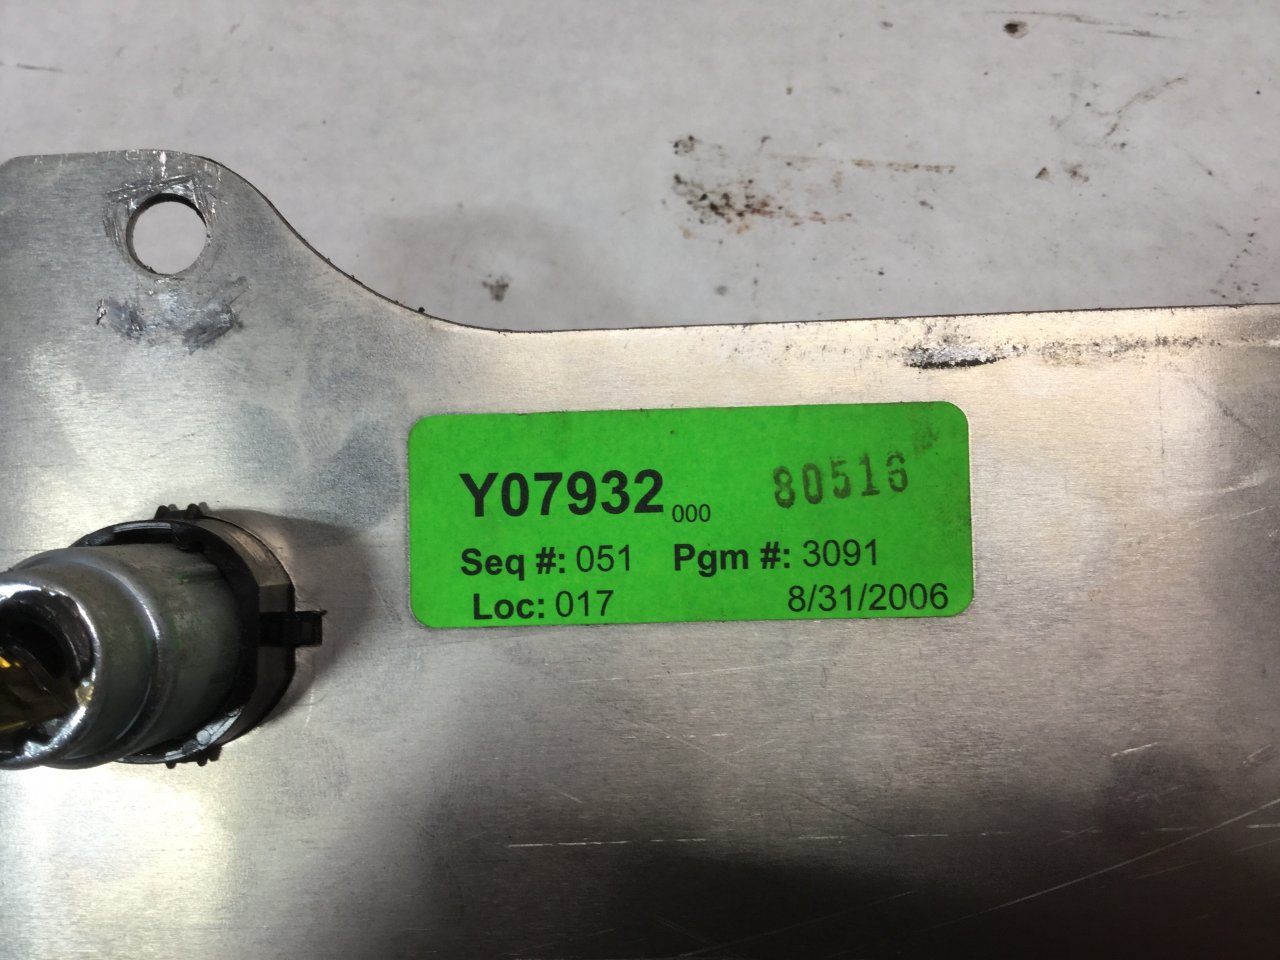 Y07932 000 80516
Seq #: 051 Pgm #: 3091
Loc: 017 8/31/2006